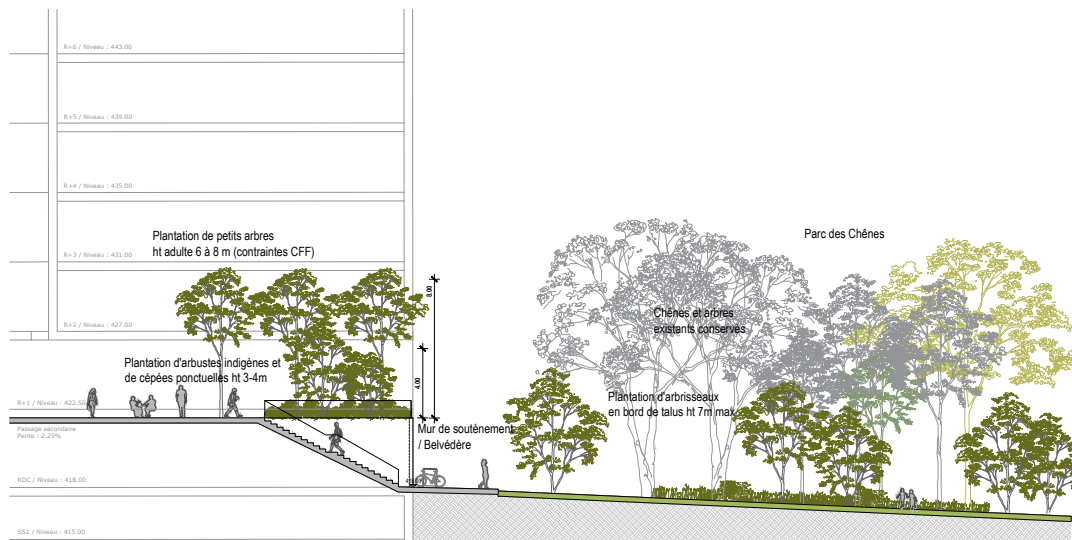 R+6 / Niveau : 443.00
R+5 / Niveau : 439.00
R+4 / Niveau : 435.00
Plantation de petits arbres
ht adulte 6 à 8 m (contraintes CFF)
Parc des Chênes
R+3 / Niveau : 431.00
8.00
Chênes et arbres
existants conservés
R+2 / Niveau : 427.00
Plantation d'arbustes indigènes et
de cépées ponctuelles ht 3-4m
4.00
Plantation d'arbrisseaux
en bord de talus ht 7m max
R+1 / Niveau : 422.50
Passage secondaire
Pente : 2.25%
Mur de soutènement
/ Belvédère
RDC / Niveau : 418.00
SS1 / Niveau : 415.00